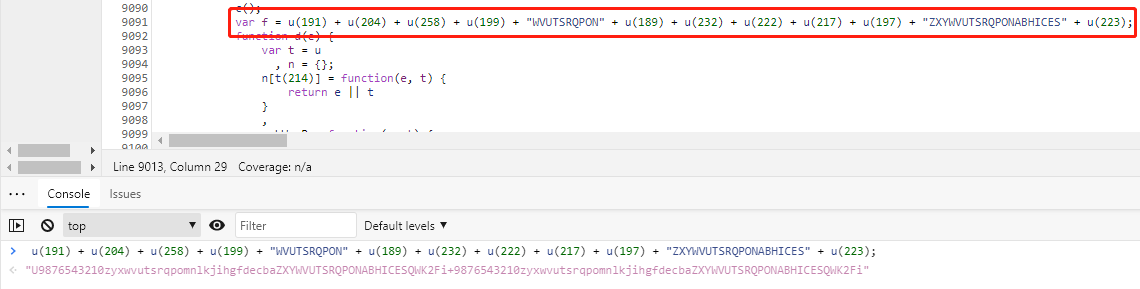 9090 c();
9091 var f = u(191) + u(204) + u(258) + u(199) + "WVUTSRQPON" + u(189) + u(232) + u(222) + u(217) + u(197) + "ZXYWVUTSRQPONABHICES" + u(223);
9092 function d(e) {
9093 var t = u
9094 , n = {};
9095 n[t(214)] = function(e, t) {
9096 return e || t
9097 }
9098 ,
9099
9100
Line 9013, Column 29 Coverage: n/a
Console Issues
top Filter Default levels
u(191) + u(204) + u(258) + u(199) + "WVUTSRQPON" + u(189) + u(232) + u(222) + u(217) + u(197) + "ZXYWVUTSRQPONABHICES" + u(223);
"U9876543210zyxwvutsrqpomnlkjihgfdecbaZXYWVUTSRQPONABHICESQWK2Fi+9876543210zyxwvutsrqpomnlkjihgfdecbaZXYWVUTSRQPONABHICESQWK2Fi"